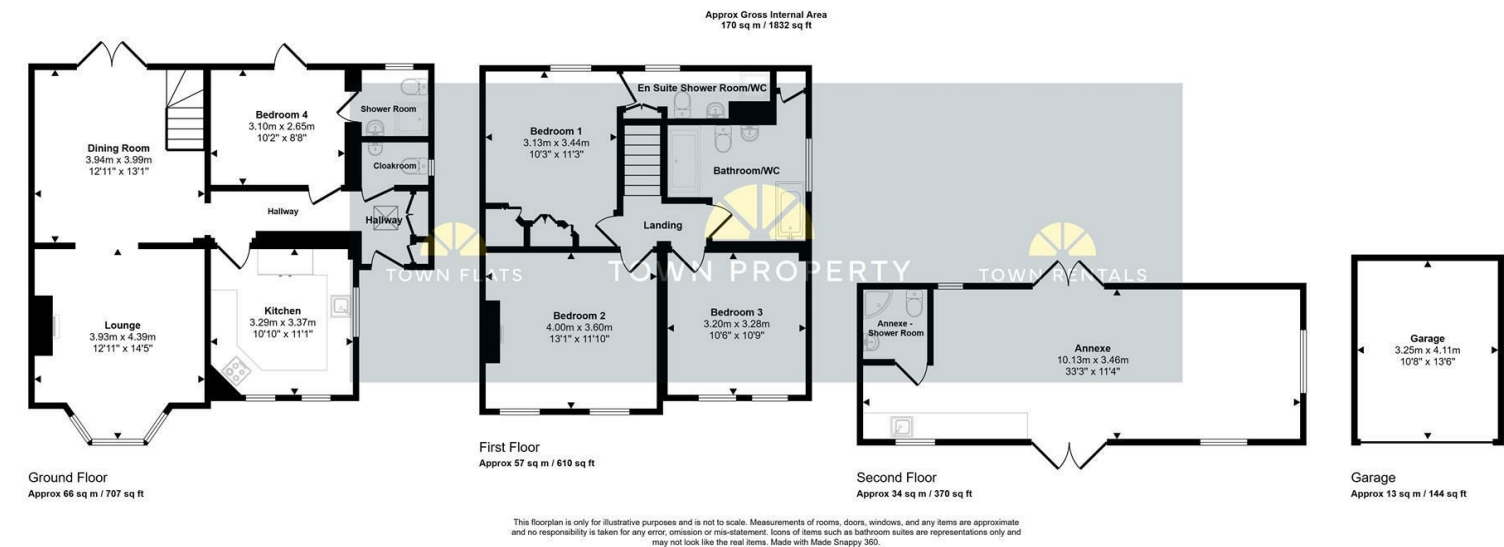 Approx Gross Internal Area
170 sq m / 1832 sq ft
Dining Room
3.94m x 3.99m
12'11" x 13'1"
Bedroom 4
3.10m x 2.65m
10'2" x 8'8"
Shower Room
Cloakroom
Hallway
Hallway
Lounge
3.93m x 4.39m
12'11" x 14'5"
Kitchen
3.29m x 3.37m
10'10" x 11'1"
Ground Floor
Approx 66 sq m / 707 sq ft
Bedroom 1
3.13m x 3.44m
10'3" x 11'3"
En Suite Shower Room/WC
Bathroom/WC
Landing
Bedroom 2
4.00m x 3.60m
13'1" x 11'10"
Bedroom 3
3.20m x 3.28m
10'6" x 10'9"
First Floor
Approx 57 sq m / 610 sq ft
TOWN FLATS
TOWN PROPERTY
TOWN RENTALS
Annexe -
Shower Room
Annexe
10.13m x 3.46m
33'3" x 11'4"
Second Floor
Approx 34 sq m / 370 sq ft
Garage
3.25m x 4.11m
10'8" x 13'6"
Garage
Approx 13 sq m / 144 sq ft
This floorplan is only for illustrative purposes and is not to scale. Measurements of rooms, doors, windows, and any items are approximate
and no responsibility is taken for any error, omission or mis-statement. Icons of items such as bathroom suites are representations only and
may not look like the real items. Made with Made Snappy 360.